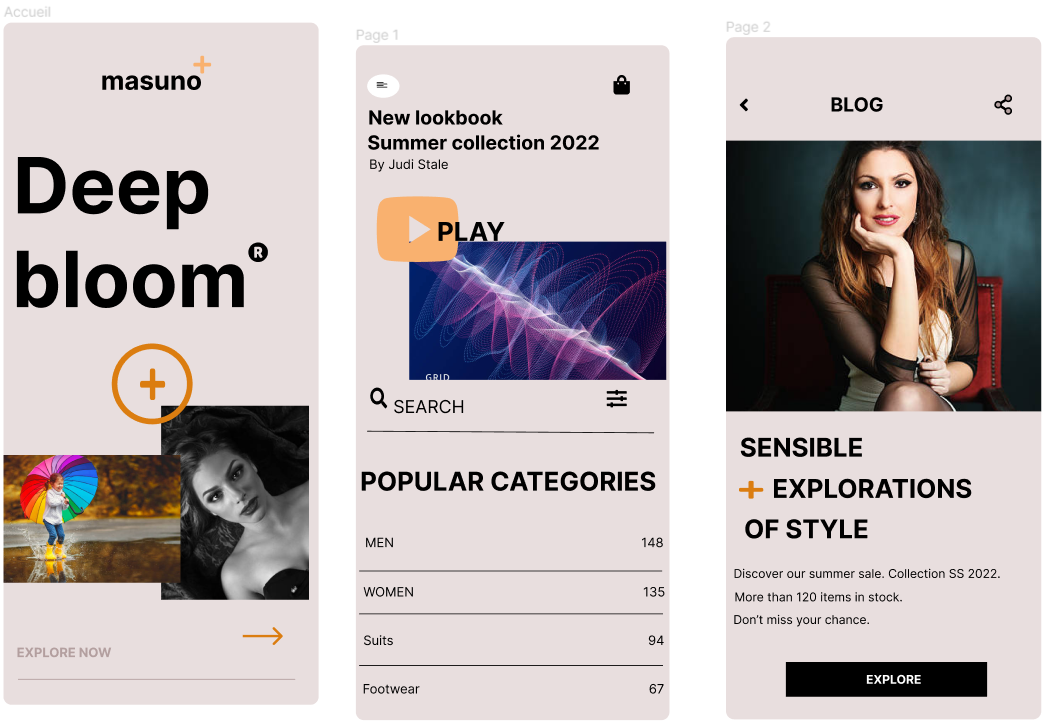 Accueil
masuno
Deep
bloom®
EXPLORE NOW
Page 1
New lookbook
Summer collection 2022
By Judi Stale
PLAY
GRID
SEARCH
POPULAR CATEGORIES
MEN 148
WOMEN 135
Suits 94
Footwear 67
Page 2
BLOG
SENSIBLE
+ EXPLORATIONS
OF STYLE
Discover our summer sale. Collection SS 2022.
More than 120 items in stock.
Don’t miss your chance.
EXPLORE